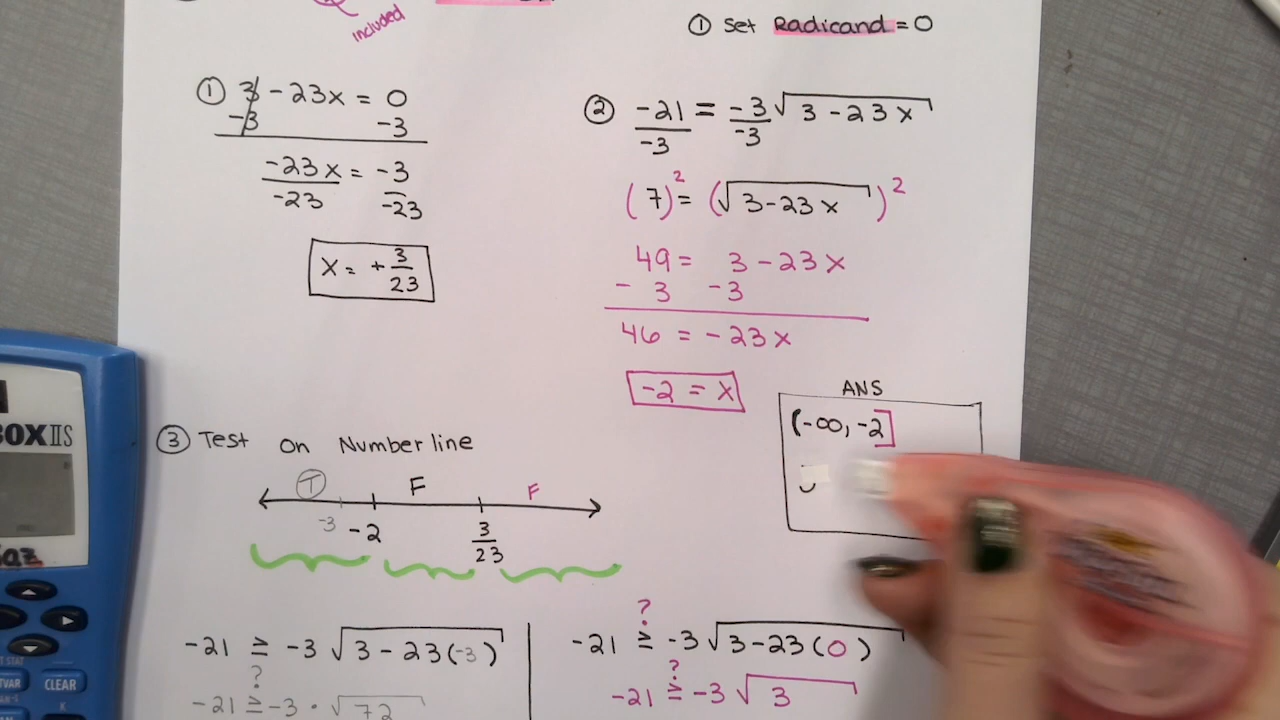 included
① Set Radicand = 0
① 3 - 23x = 0
-3 -3
-23x = -3
-23 -23
x = + 3/23
② -21 = -3√3 - 23x
-3 -3
(7)² = (√3-23x)²
49 = 3 - 23x
- 3 -3
46 = -23x
-2 = x
ANS
(-∞, -2]
∪
③ Test on Number line
T F F
-3 -2 3/23
-21 ≥ -3 √3 - 23(-3)
?
-21 ≥ -3 · √72
?
-21 ≥ -3 √3-23(0)
?
-21 ≥ -3 √3
IIS
CLEAR